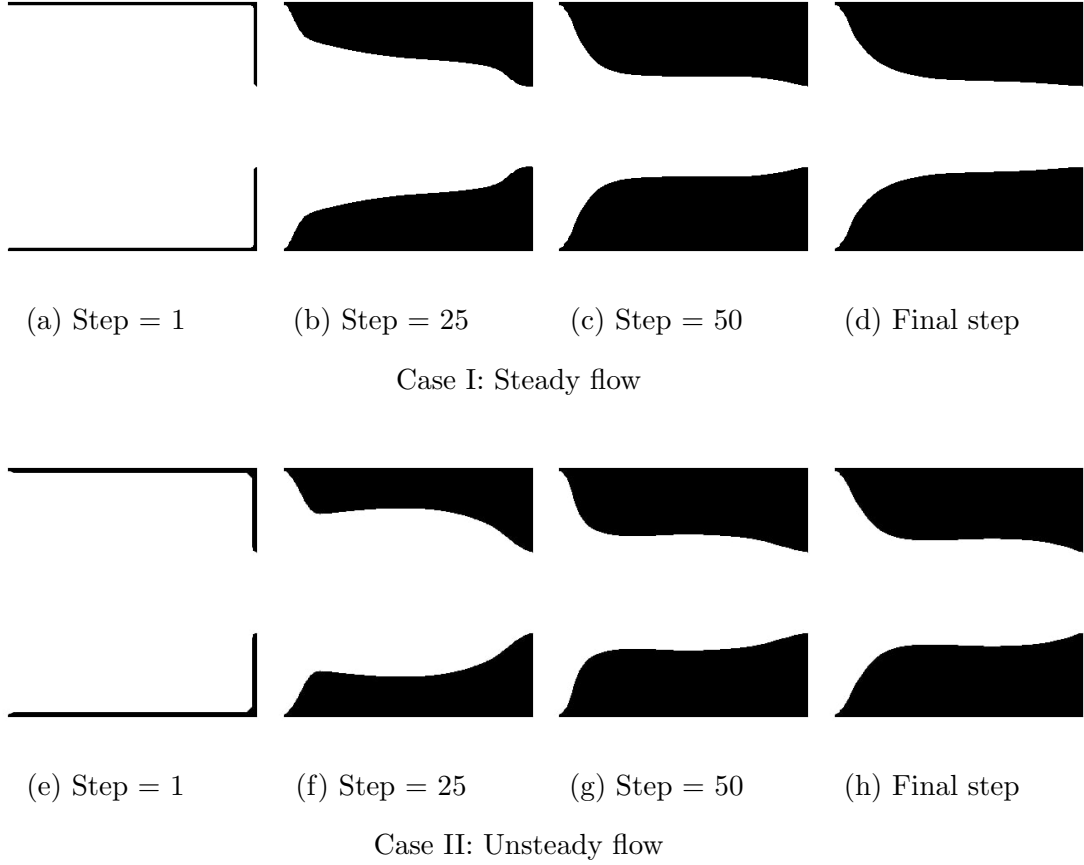 (a) Step = 1 (b) Step = 25 (c) Step = 50 (d) Final step
Case I: Steady flow
(e) Step = 1 (f) Step = 25 (g) Step = 50 (h) Final step
Case II: Unsteady flow